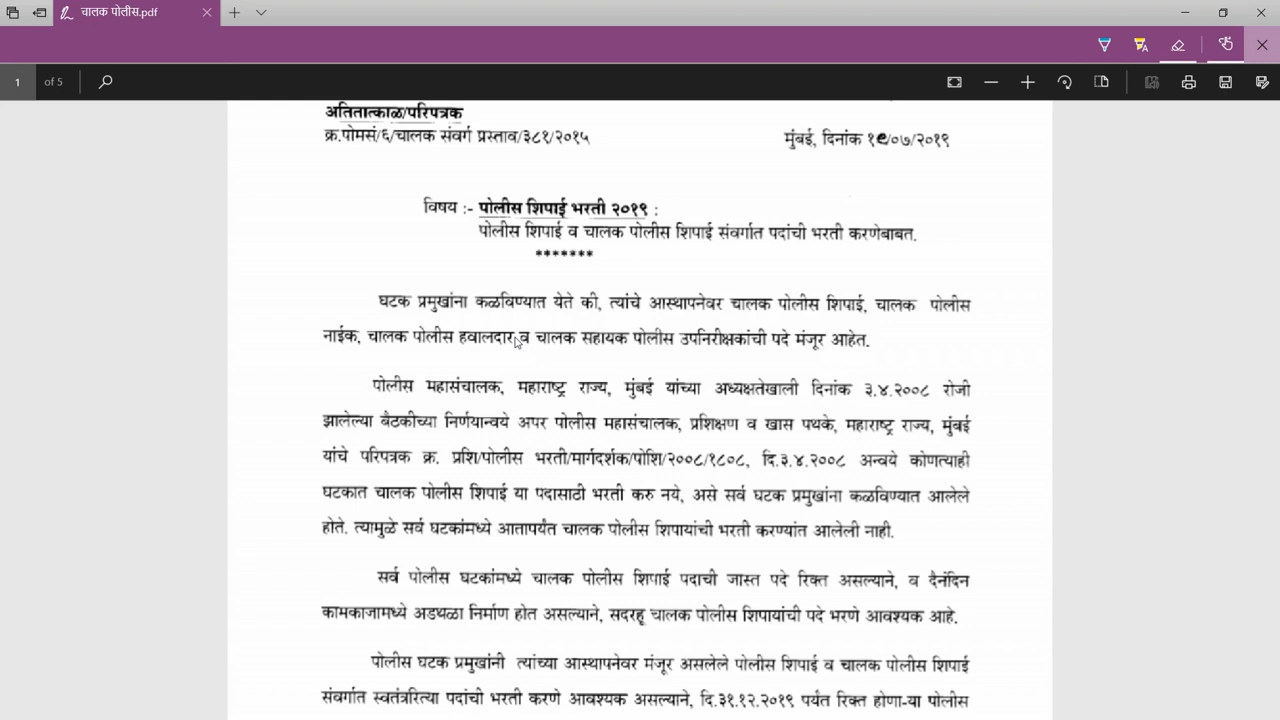 चालक पोलीस.pdf
1 of 5
अतितात्काळ/परिपत्रक
क्र.पोमसं/६/चालक संवर्ग प्रस्ताव/३८१/२०१५ मुंबई, दिनांक १८/०७/२०१९
विषय :- पोलीस शिपाई भरती २०१९ :
पोलीस शिपाई व चालक पोलीस शिपाई संवर्गात पदांची भरती करणेबाबत.
*******
घटक प्रमुखांना कळविण्यात येते की, त्यांचे आस्थापनेवर चालक पोलीस शिपाई, चालक पोलीस
नाईक, चालक पोलीस हवालदार व चालक सहायक पोलीस उपनिरीक्षकांची पदे मंजूर आहेत.
पोलीस महासंचालक, महाराष्ट्र राज्य, मुंबई यांच्या अध्यक्षतेखाली दिनांक ३.४.२००८ रोजी
झालेल्या बैठकीच्या निर्णयान्वये अपर पोलीस महासंचालक, प्रशिक्षण व खास पथके, महाराष्ट्र राज्य, मुंबई
यांचे परिपत्रक क्र. प्रशि/पोलीस भरती/मार्गदर्शक/पोशि/२००८/१८०८, दि.३.४.२००८ अन्वये कोणत्याही
घटकात चालक पोलीस शिपाई या पदासाठी भरती करु नये, असे सर्व घटक प्रमुखांना कळविण्यात आलेले
होते. त्यामुळे सर्व घटकांमध्ये आतापर्यंत चालक पोलीस शिपायांची भरती करण्यांत आलेली नाही.
सर्व पोलीस घटकांमध्ये चालक पोलीस शिपाई पदाची जास्त पदे रिक्त असल्याने, व दैनंदिन
कामकाजामध्ये अडथळा निर्माण होत असल्याने, सदरहू चालक पोलीस शिपायांची पदे भरणे आवश्यक आहे.
पोलीस घटक प्रमुखांनी त्यांच्या आस्थापनेवर मंजूर असलेले पोलीस शिपाई व चालक पोलीस शिपाई
संवर्गात स्वतंत्ररित्या पदांची भरती करणे आवश्यक असल्याने, दि.३१.१२.२०१९ पर्यंत रिक्त होणा-या पोलीस